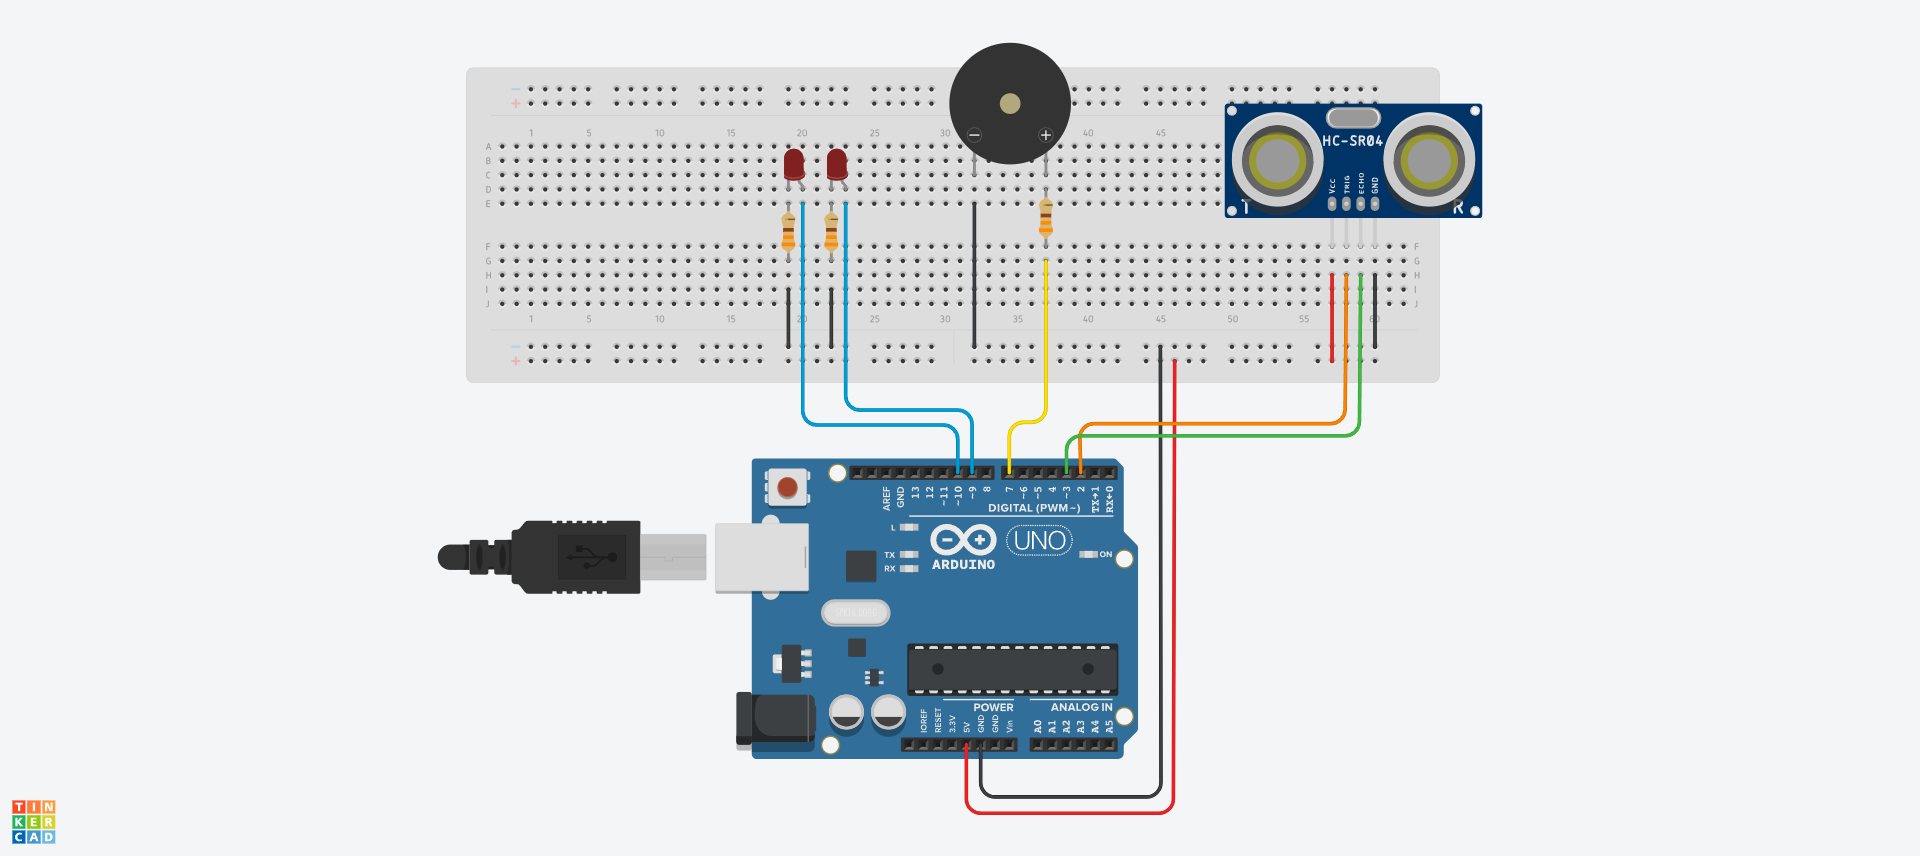 − +
1 5 10 15 20 25 30 40 45
A
B
C
D
E
F
G
H
I
J
F
G
H
I
J
1 5 10 15 20 25 30 35 40 45 50 55 60
− +
HC-SR04
Vcc TRIG ECHO GND
T R
AREF GND 13 12 ~11 ~10 ~9 8 7 ~6 ~5 4 ~3 2 TX→1 RX←0
DIGITAL (PWM ~)
L
TX
RX
ARDUINO
UNO
ON
POWER
ANALOG IN
IOREF RESET 3.3V 5V GND GND Vin A0 A1 A2 A3 A4 A5
TIN
KER
CAD